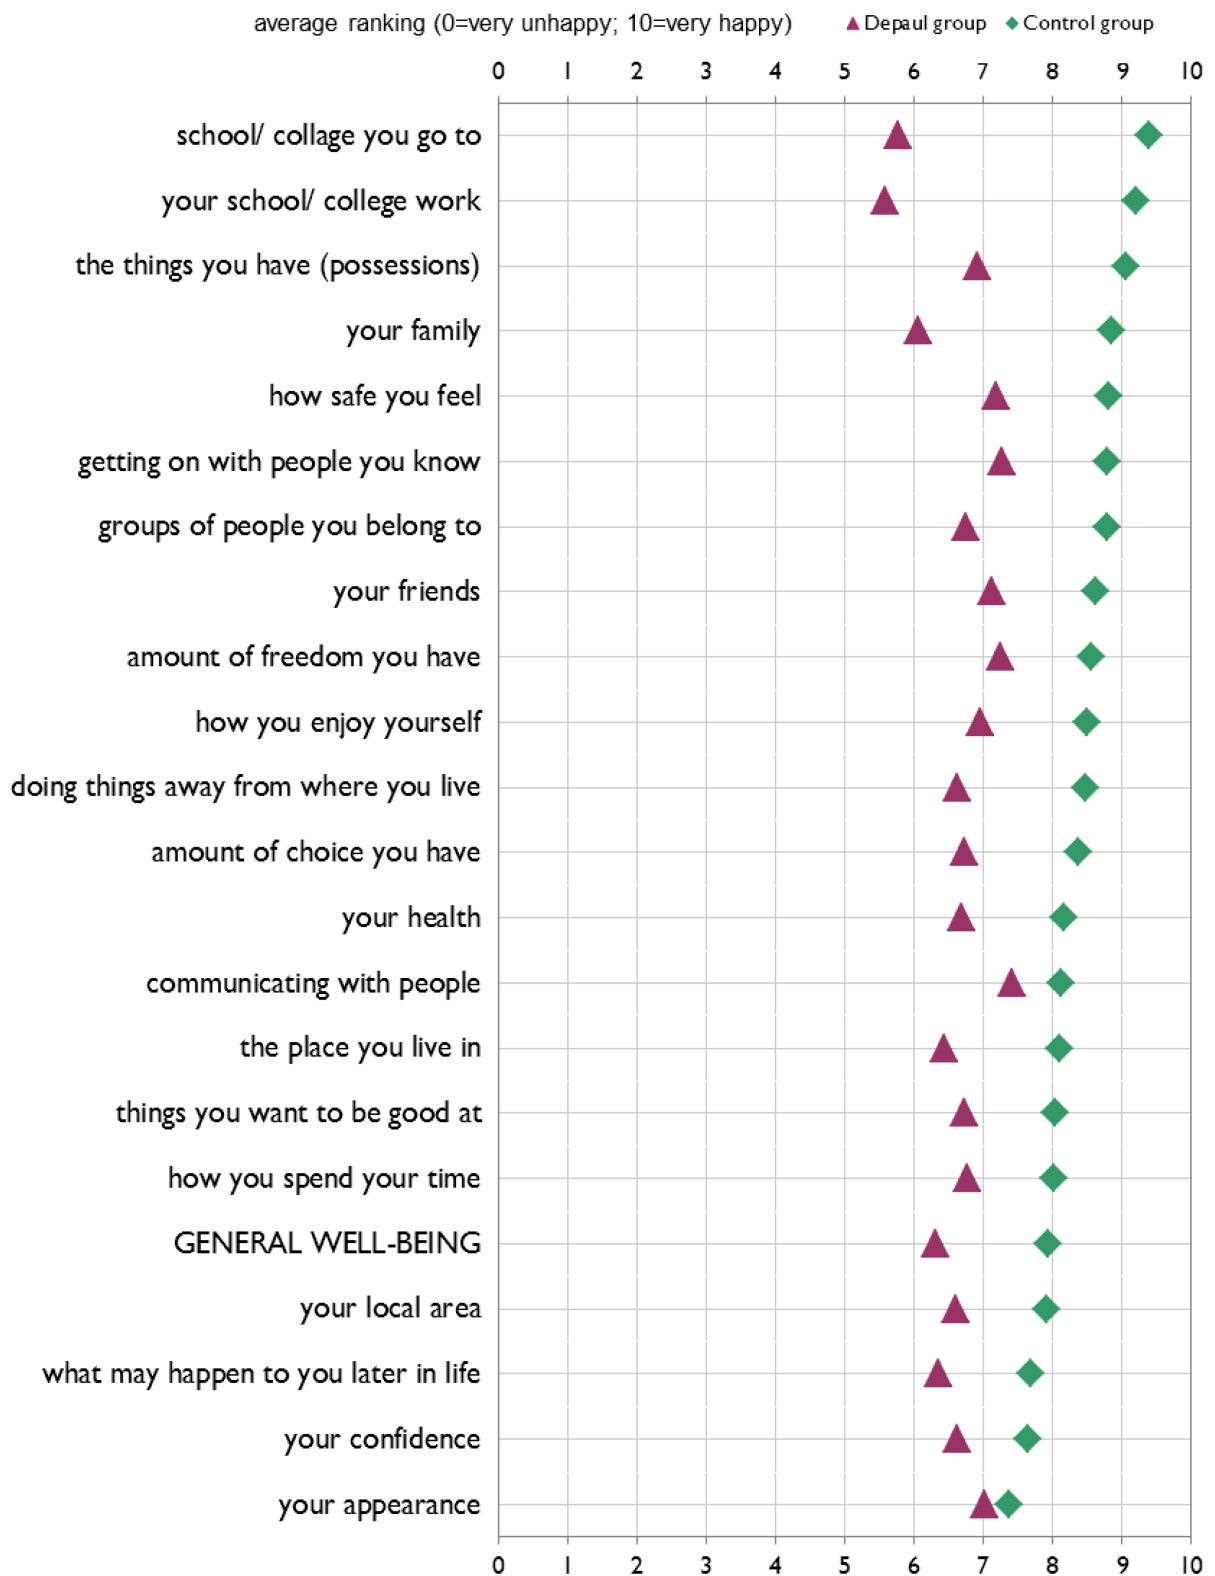 average ranking (0=very unhappy; 10=very happy) Depaul group Control group
0 1 2 3 4 5 6 7 8 9 10
school/ collage you go to
your school/ college work
the things you have (possessions)
your family
how safe you feel
getting on with people you know
groups of people you belong to
your friends
amount of freedom you have
how you enjoy yourself
doing things away from where you live
amount of choice you have
your health
communicating with people
the place you live in
things you want to be good at
how you spend your time
GENERAL WELL-BEING
your local area
what may happen to you later in life
your confidence
your appearance
0 1 2 3 4 5 6 7 8 9 10